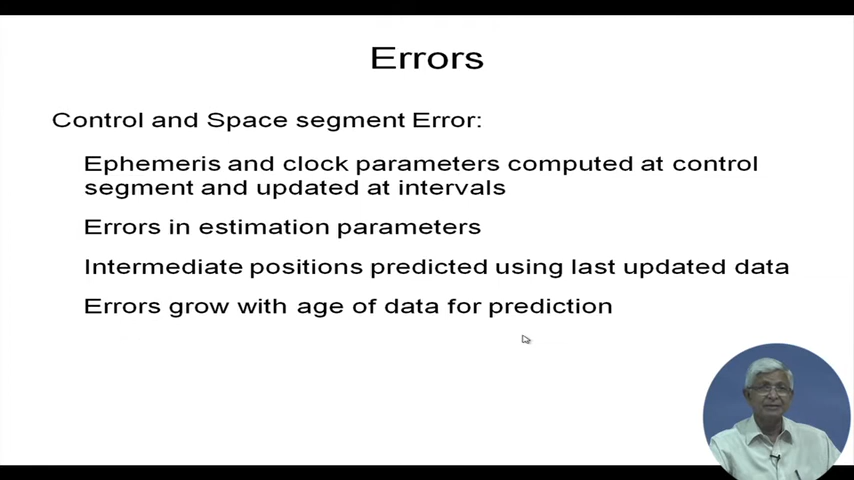 Errors
Control and Space segment Error:
Ephemeris and clock parameters computed at control
segment and updated at intervals
Errors in estimation parameters
Intermediate positions predicted using last updated data
Errors grow with age of data for prediction